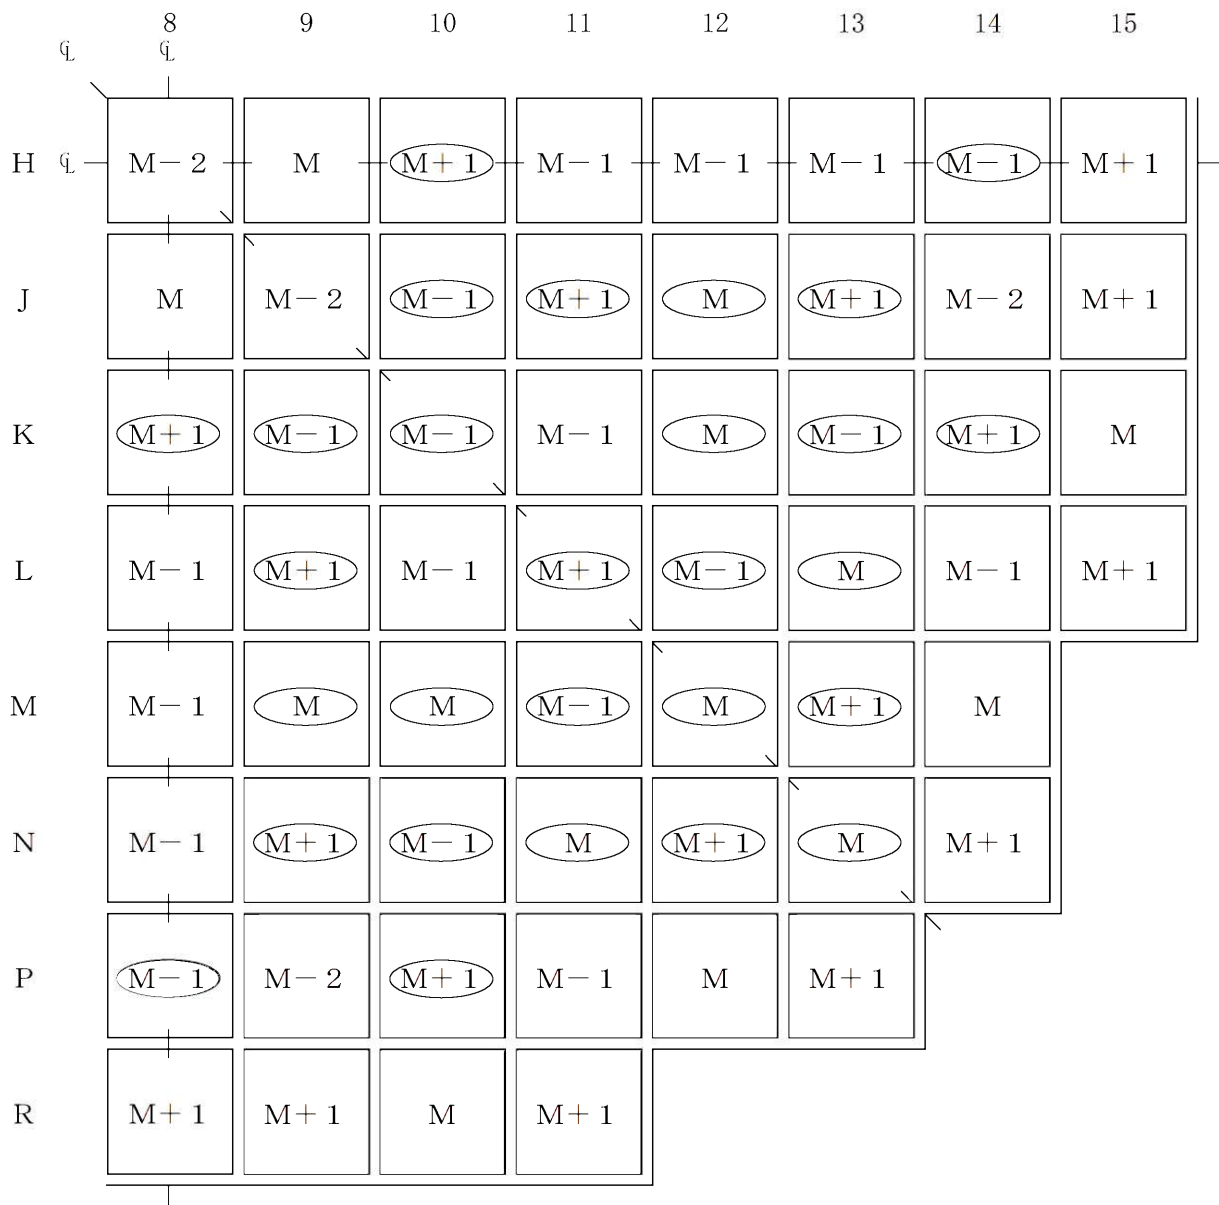 8 9 10 11 12 13 14 15
℄ ℄
H ℄ M－2 M M＋1 M－1 M－1 M－1 M－1 M＋1
J M M－2 M－1 M＋1 M M＋1 M－2 M＋1
K M＋1 M－1 M－1 M－1 M M－1 M＋1 M
L M－1 M＋1 M－1 M＋1 M－1 M M－1 M＋1
M M－1 M M M－1 M M＋1 M
N M－1 M＋1 M－1 M M＋1 M M＋1
P M－1 M－2 M＋1 M－1 M M＋1
R M＋1 M＋1 M M＋1